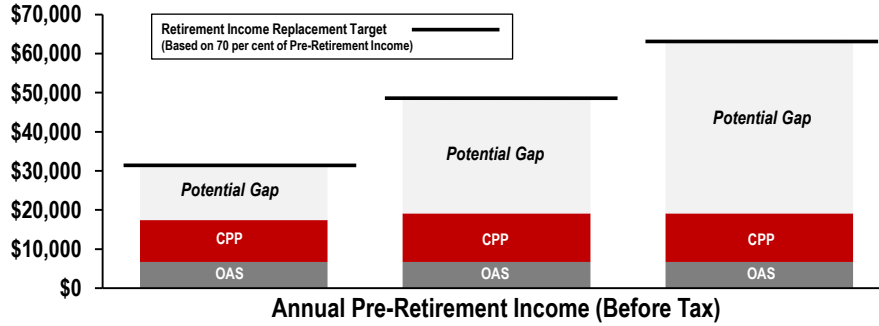 $70,000
$60,000
$50,000
$40,000
$30,000
$20,000
$10,000
$0
Retirement Income Replacement Target
(Based on 70 per cent of Pre-Retirement Income)
Potential Gap
CPP
OAS
Potential Gap
CPP
OAS
Potential Gap
CPP
OAS
Annual Pre-Retirement Income (Before Tax)